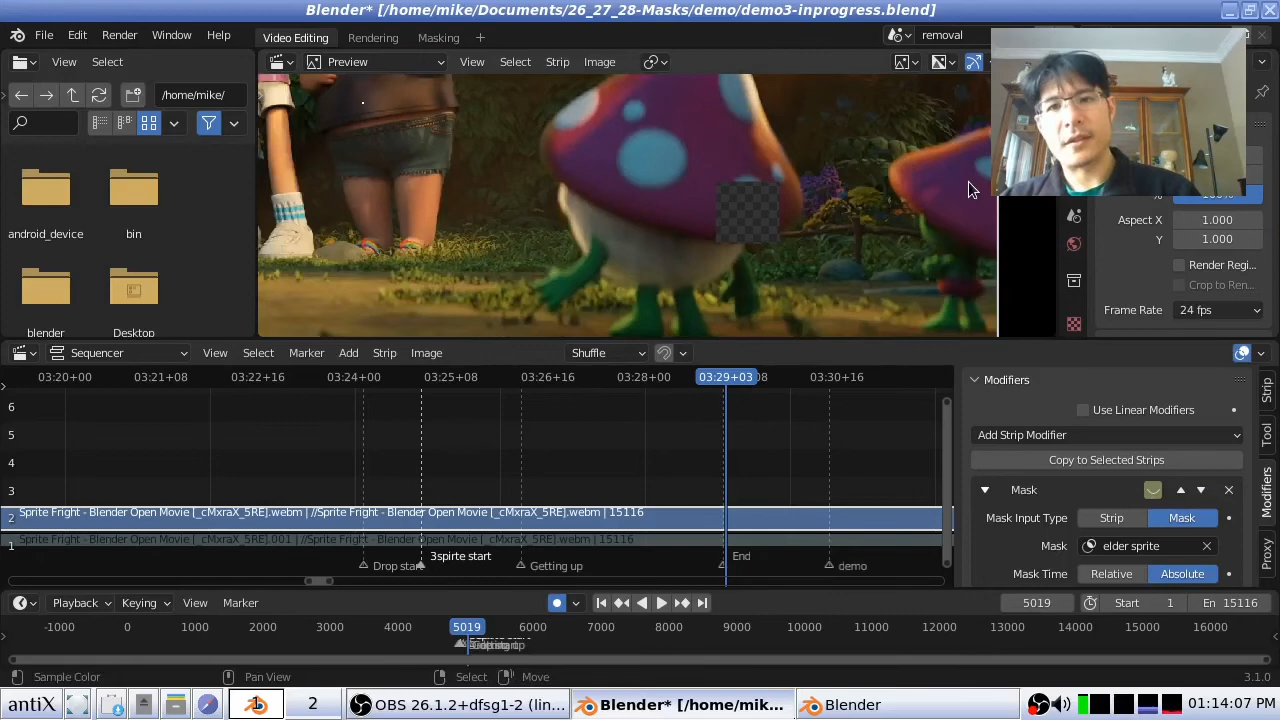 Blender* [/home/mike/Documents/26_27_28-Masks/demo/demo3-inprogress.blend]
File Edit Render Window Help
Video Editing Rendering Masking +
removal
View Select
Preview View Select Strip Image
/home/mike/
android_device bin
blender Desktop
%
Aspect X 1.000
Y 1.000
Render Regi...
Crop to Ren...
Frame Rate 24 fps
Sequencer View Select Marker Add Strip Image Shuffle
03:20+00 03:21+08 03:22+16 03:24+00 03:25+08 03:26+16 03:28+00 03:29+03 08 03:30+16
6
5
4
3
2 Sprite Fright - Blender Open Movie [_cMxraX_5RE].webm | //Sprite Fright - Blender Open Movie [_cMxraX_5RE].webm | 15116
1 Sprite Fright - Blender Open Movie [_cMxraX_5RE].001 | //Sprite Fright - Blender Open Movie [_cMxraX_5RE].webm | 15116
3spirte start End
Drop sta Getting up demo
Modifiers
Use Linear Modifiers
Add Strip Modifier
Copy to Selected Strips
Mask
Mask Input Type Strip Mask
Mask elder sprite
Mask Time Relative Absolute
Strip
Tool
Modifiers
Proxy
Playback Keying View Marker 5019 Start 1 En 15116
-1000 0 1000 2000 3000 4000 5019 6000 7000 8000 9000 10000 11000 12000 13000 14000 15000 16000
Sample Color Pan View Select Move 3.1.0
antiX 1 2 OBS 26.1.2+dfsg1-2 (lin... Blender* [/home/mik... Blender 01:14:07 AM